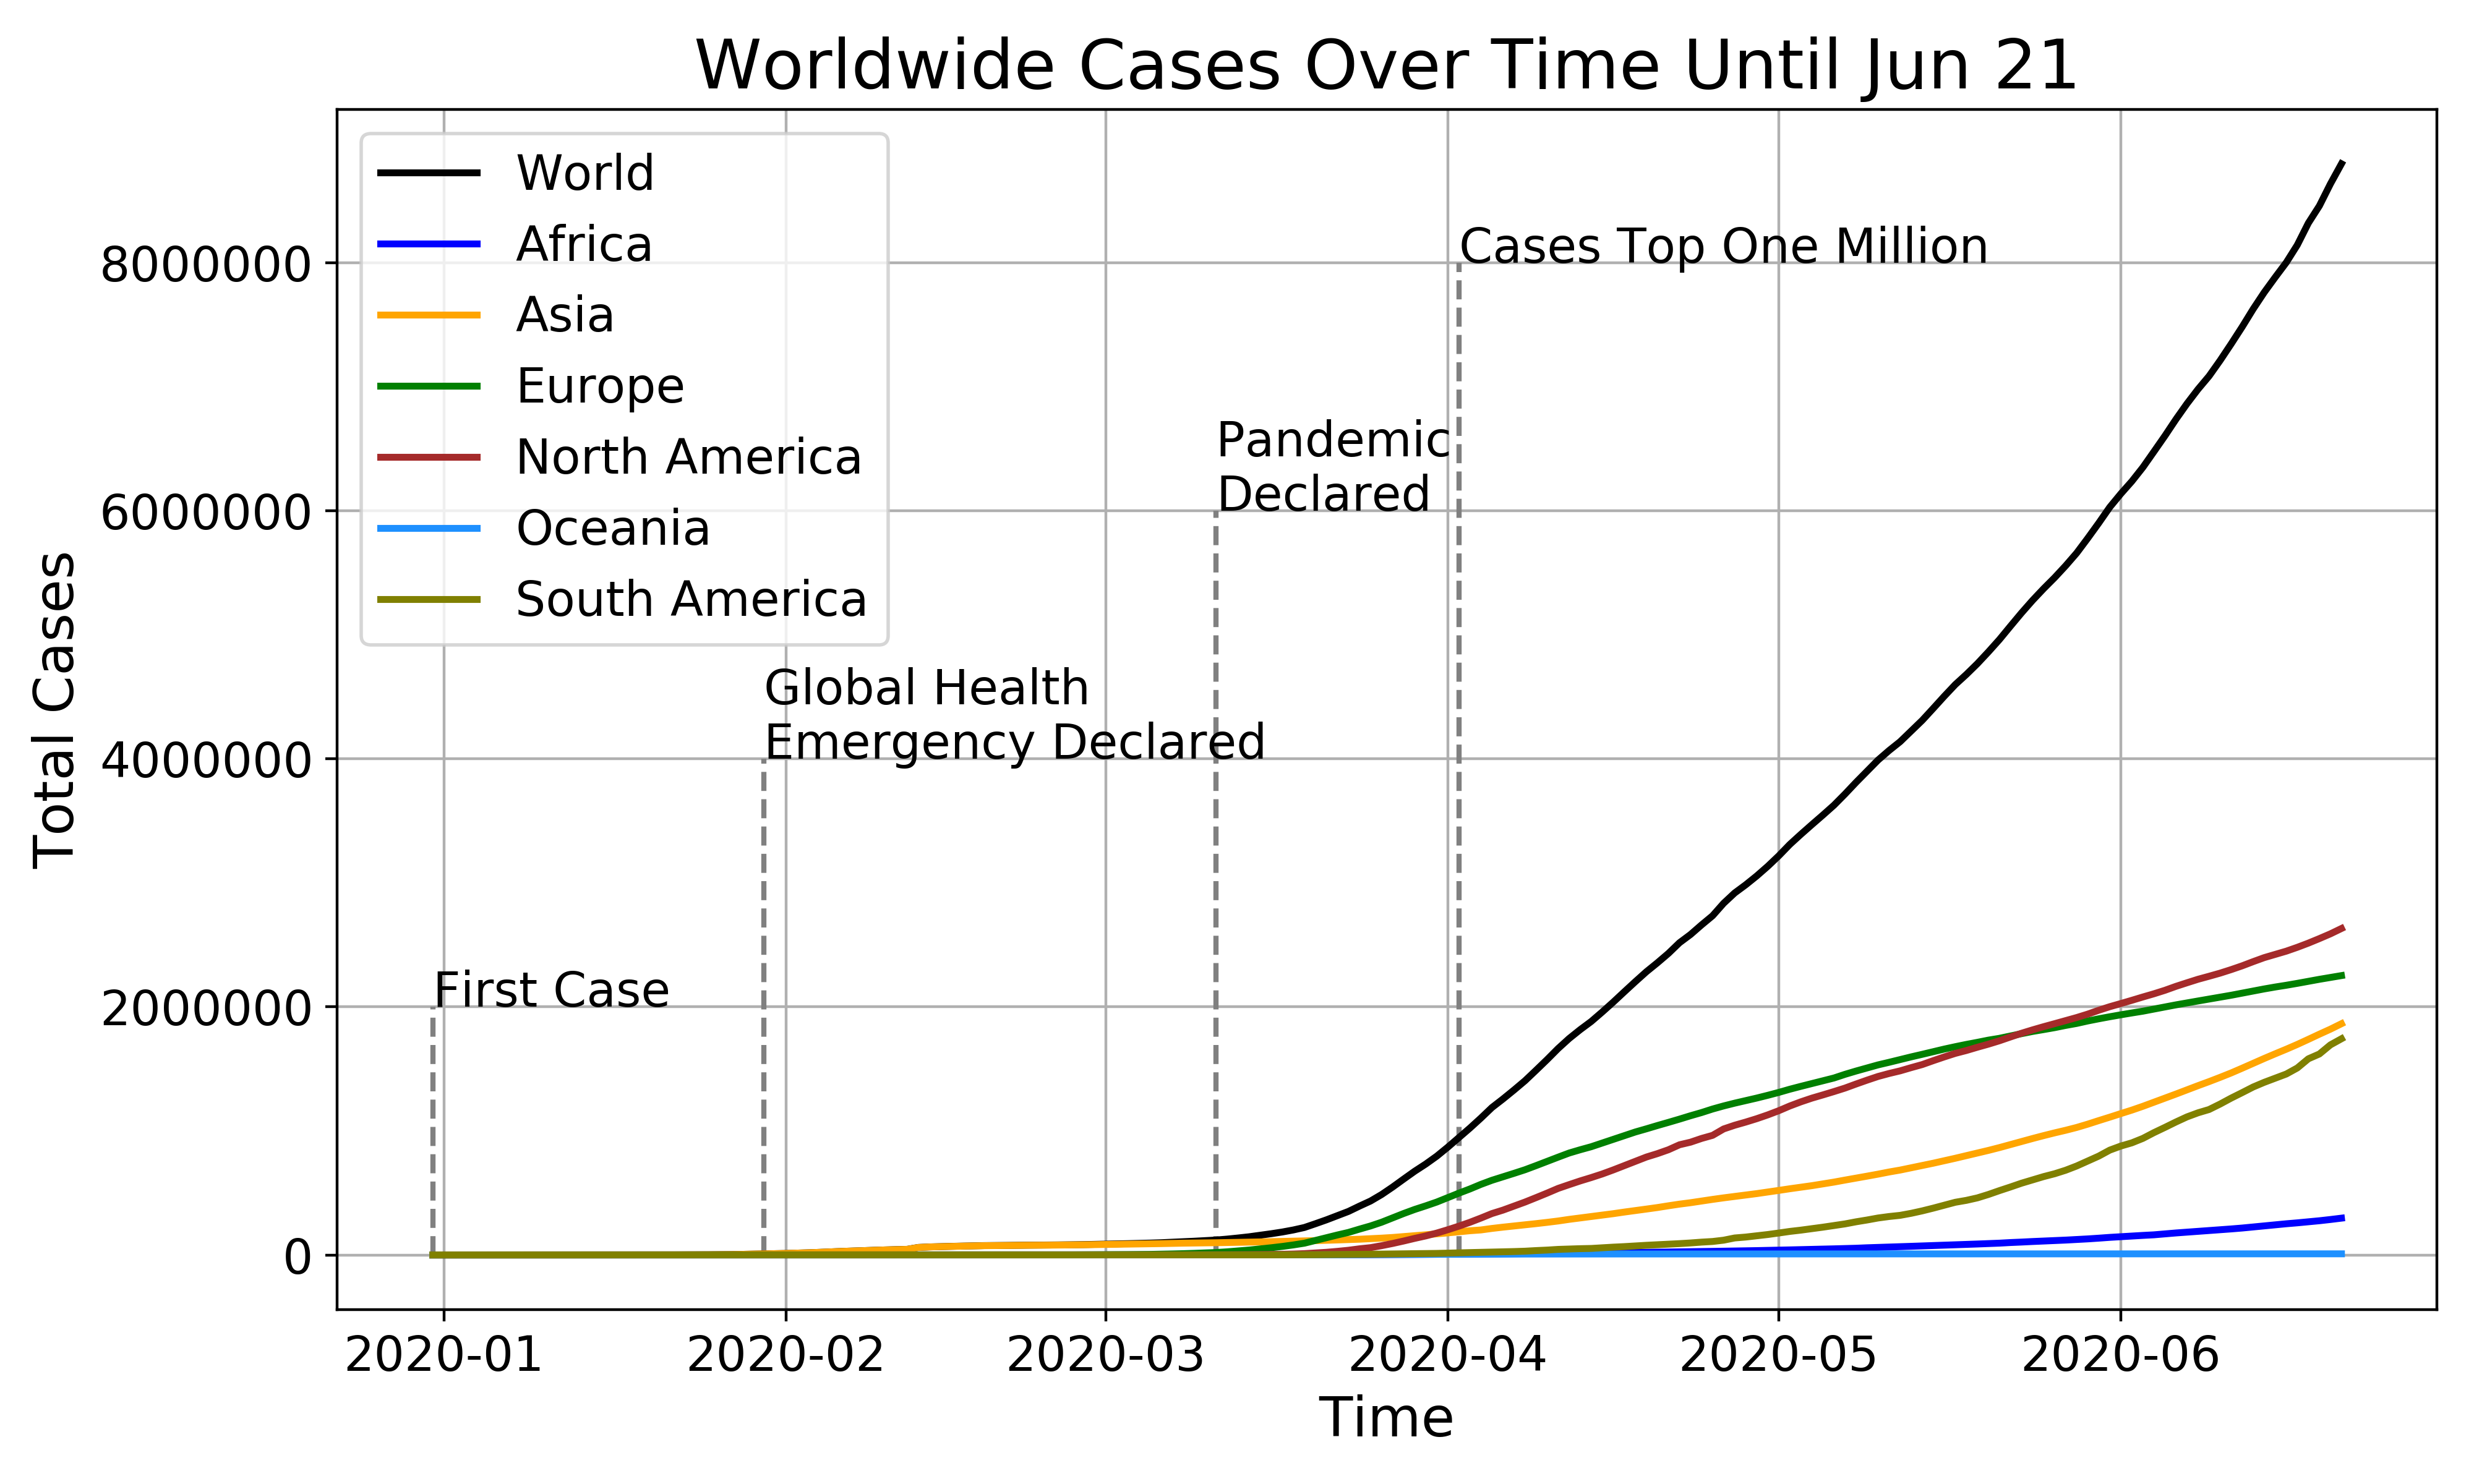 Worldwide Cases Over Time Until Jun 21
World
Africa
Asia
Europe
North America
Oceania
South America
Cases Top One Million
Pandemic
Declared
Global Health
Emergency Declared
First Case
Total Cases
8000000
6000000
4000000
2000000
0
2020-01
2020-02
2020-03
2020-04
2020-05
2020-06
Time